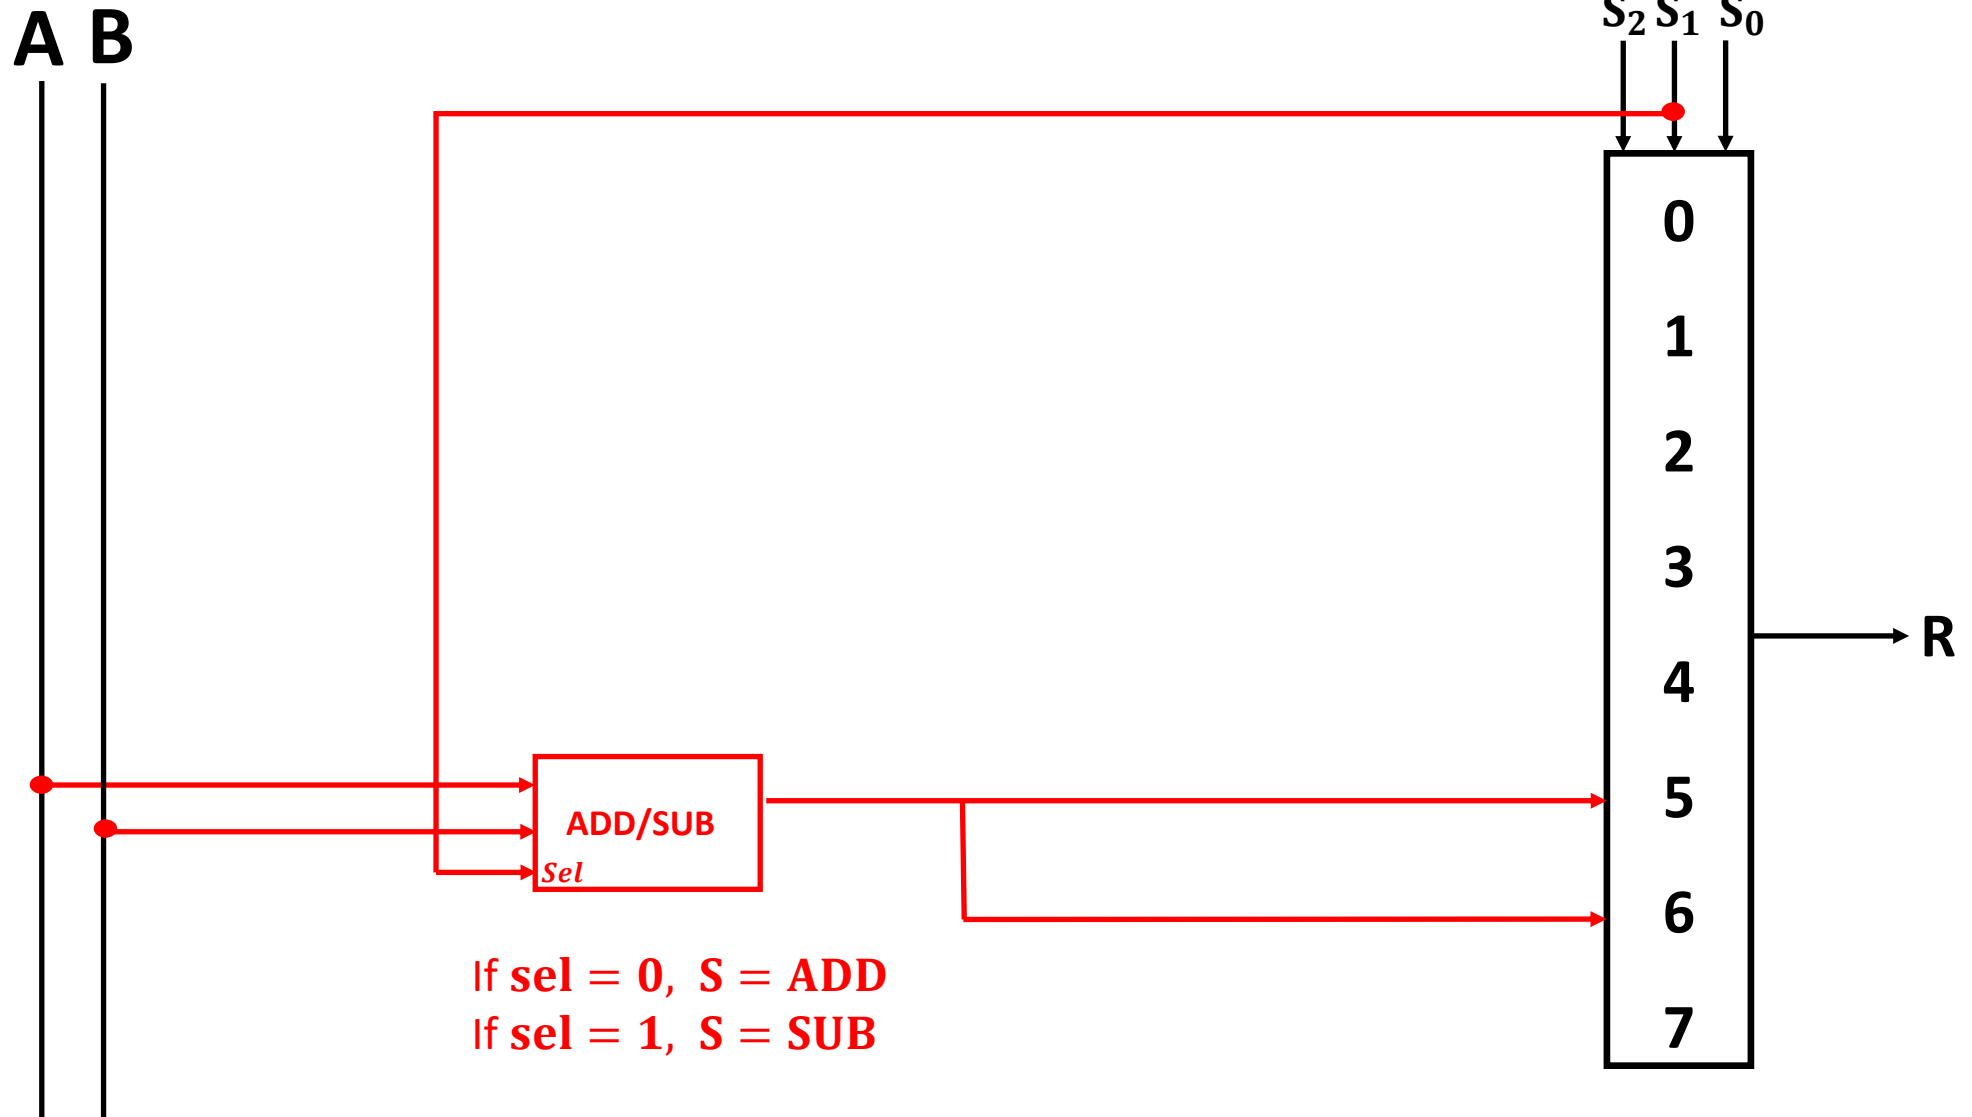 A B
S₂ S₁ S₀
0
1
2
3
R
4
5
ADD/SUB
Sel
6
If sel = 0, S = ADD
If sel = 1, S = SUB
7